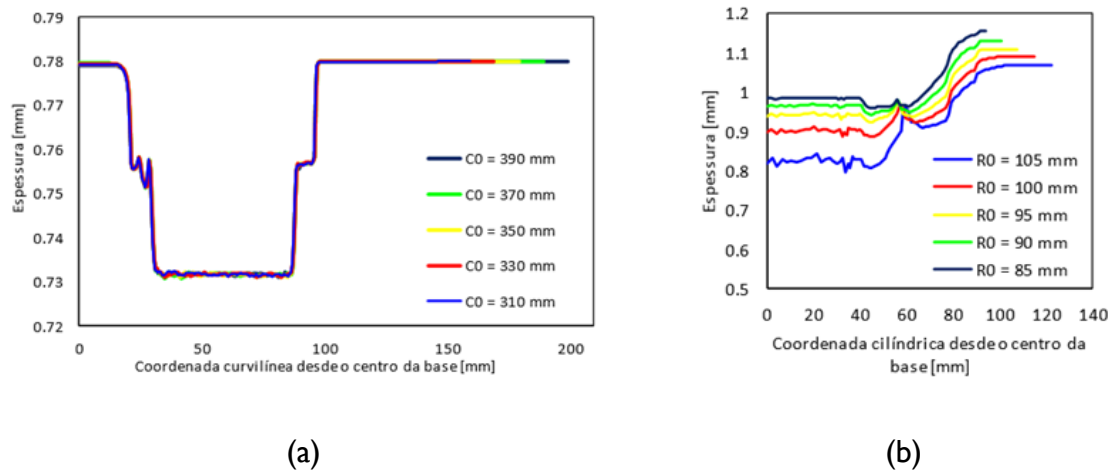 0.79
0.78
0.77
0.76
0.75
0.74
0.73
0.72
Espessura [mm]
C0 = 390 mm
C0 = 370 mm
C0 = 350 mm
C0 = 330 mm
C0 = 310 mm
0 50 100 150 200
Coordenada curvilínea desde o centro da base [mm]
(a)
1.2
1.1
1
0.9
0.8
0.7
0.6
0.5
Espessura [mm]
R0 = 105 mm
R0 = 100 mm
R0 = 95 mm
R0 = 90 mm
R0 = 85 mm
0 20 40 60 80 100 120 140
Coordenada cilíndrica desde o centro da
base [mm]
(b)